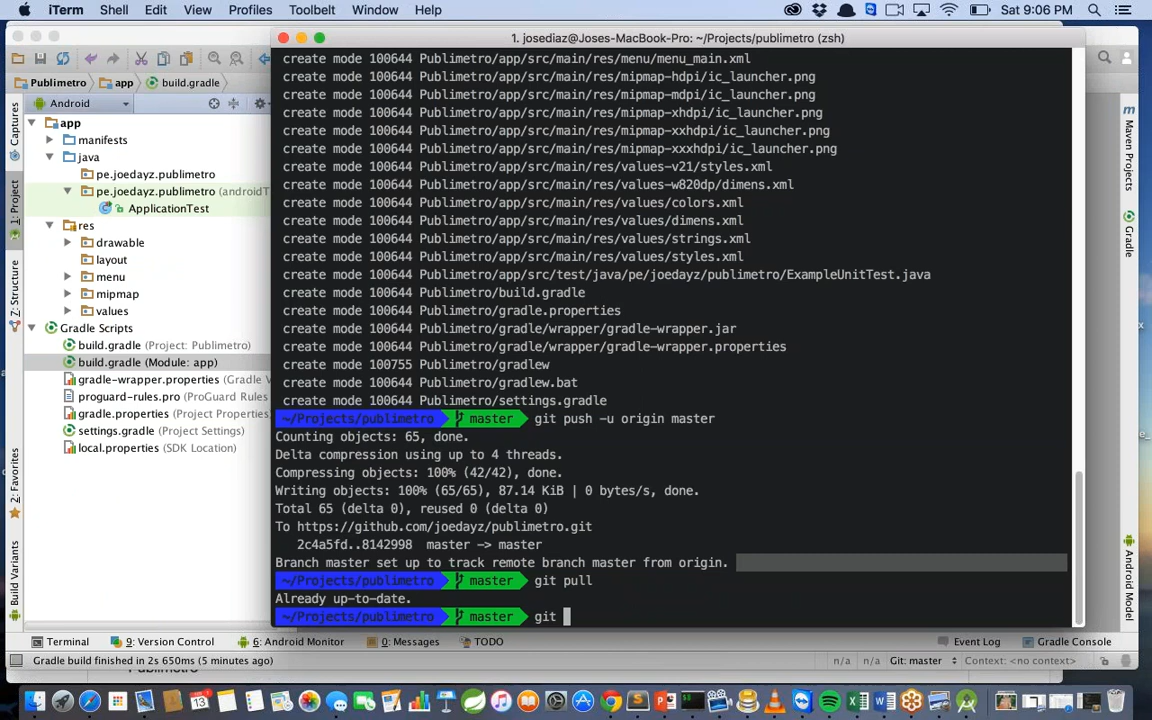 iTerm Shell Edit View Profiles Toolbelt Window Help Sat 9:06 PM
1. josediaz@Joses-MacBook-Pro: ~/Projects/publimetro (zsh)
Publimetro app build.gradle
Android
app
manifests
java
pe.joedayz.publimetro
pe.joedayz.publimetro (androidT
ApplicationTest
res
drawable
layout
menu
mipmap
values
Gradle Scripts
build.gradle (Project: Publimetro)
build.gradle (Module: app)
gradle-wrapper.properties (Gradle V
proguard-rules.pro (ProGuard Rules
gradle.properties (Project Properties)
settings.gradle (Project Settings)
local.properties (SDK Location)
Captures
1: Project
7: Structure
2: Favorites
Build Variants
create mode 100644 Publimetro/app/src/main/res/menu/menu_main.xml
create mode 100644 Publimetro/app/src/main/res/mipmap-hdpi/ic_launcher.png
create mode 100644 Publimetro/app/src/main/res/mipmap-mdpi/ic_launcher.png
create mode 100644 Publimetro/app/src/main/res/mipmap-xhdpi/ic_launcher.png
create mode 100644 Publimetro/app/src/main/res/mipmap-xxhdpi/ic_launcher.png
create mode 100644 Publimetro/app/src/main/res/mipmap-xxxhdpi/ic_launcher.png
create mode 100644 Publimetro/app/src/main/res/values-v21/styles.xml
create mode 100644 Publimetro/app/src/main/res/values-w820dp/dimens.xml
create mode 100644 Publimetro/app/src/main/res/values/colors.xml
create mode 100644 Publimetro/app/src/main/res/values/dimens.xml
create mode 100644 Publimetro/app/src/main/res/values/strings.xml
create mode 100644 Publimetro/app/src/main/res/values/styles.xml
create mode 100644 Publimetro/app/src/test/java/pe/joedayz/publimetro/ExampleUnitTest.java
create mode 100644 Publimetro/build.gradle
create mode 100644 Publimetro/gradle.properties
create mode 100644 Publimetro/gradle/wrapper/gradle-wrapper.jar
create mode 100644 Publimetro/gradle/wrapper/gradle-wrapper.properties
create mode 100755 Publimetro/gradlew
create mode 100644 Publimetro/gradlew.bat
create mode 100644 Publimetro/settings.gradle
~/Projects/publimetro master git push -u origin master
Counting objects: 65, done.
Delta compression using up to 4 threads.
Compressing objects: 100% (42/42), done.
Writing objects: 100% (65/65), 87.14 KiB | 0 bytes/s, done.
Total 65 (delta 0), reused 0 (delta 0)
To https://github.com/joedayz/publimetro.git
2c4a5fd..8142998 master -> master
Branch master set up to track remote branch master from origin.
~/Projects/publimetro master git pull
Already up-to-date.
~/Projects/publimetro master git
Maven Projects
Gradle
Android Model
Terminal 9: Version Control 6: Android Monitor 0: Messages TODO Event Log Gradle Console
Gradle build finished in 2s 650ms (5 minutes ago) n/a n/a Git: master Context: <no context>